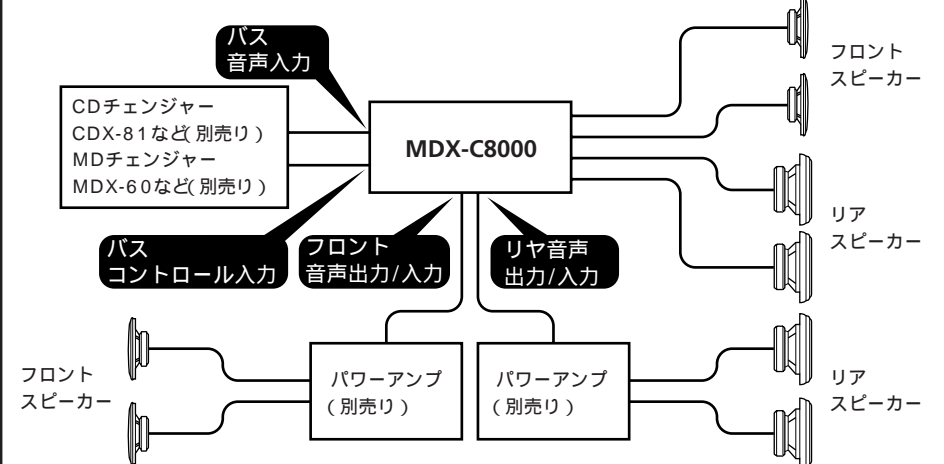 バス
音声入力
CDチェンジャー
CDX-81など(別売り)
MDチェンジャー
MDX-60など(別売り)
MDX-C8000
フロント
スピーカー
リア
スピーカー
バス
コントロール入力
フロント
音声出力/入力
リヤ音声
出力/入力
フロント
スピーカー
パワーアンプ
(別売り)
パワーアンプ
(別売り)
リア
スピーカー